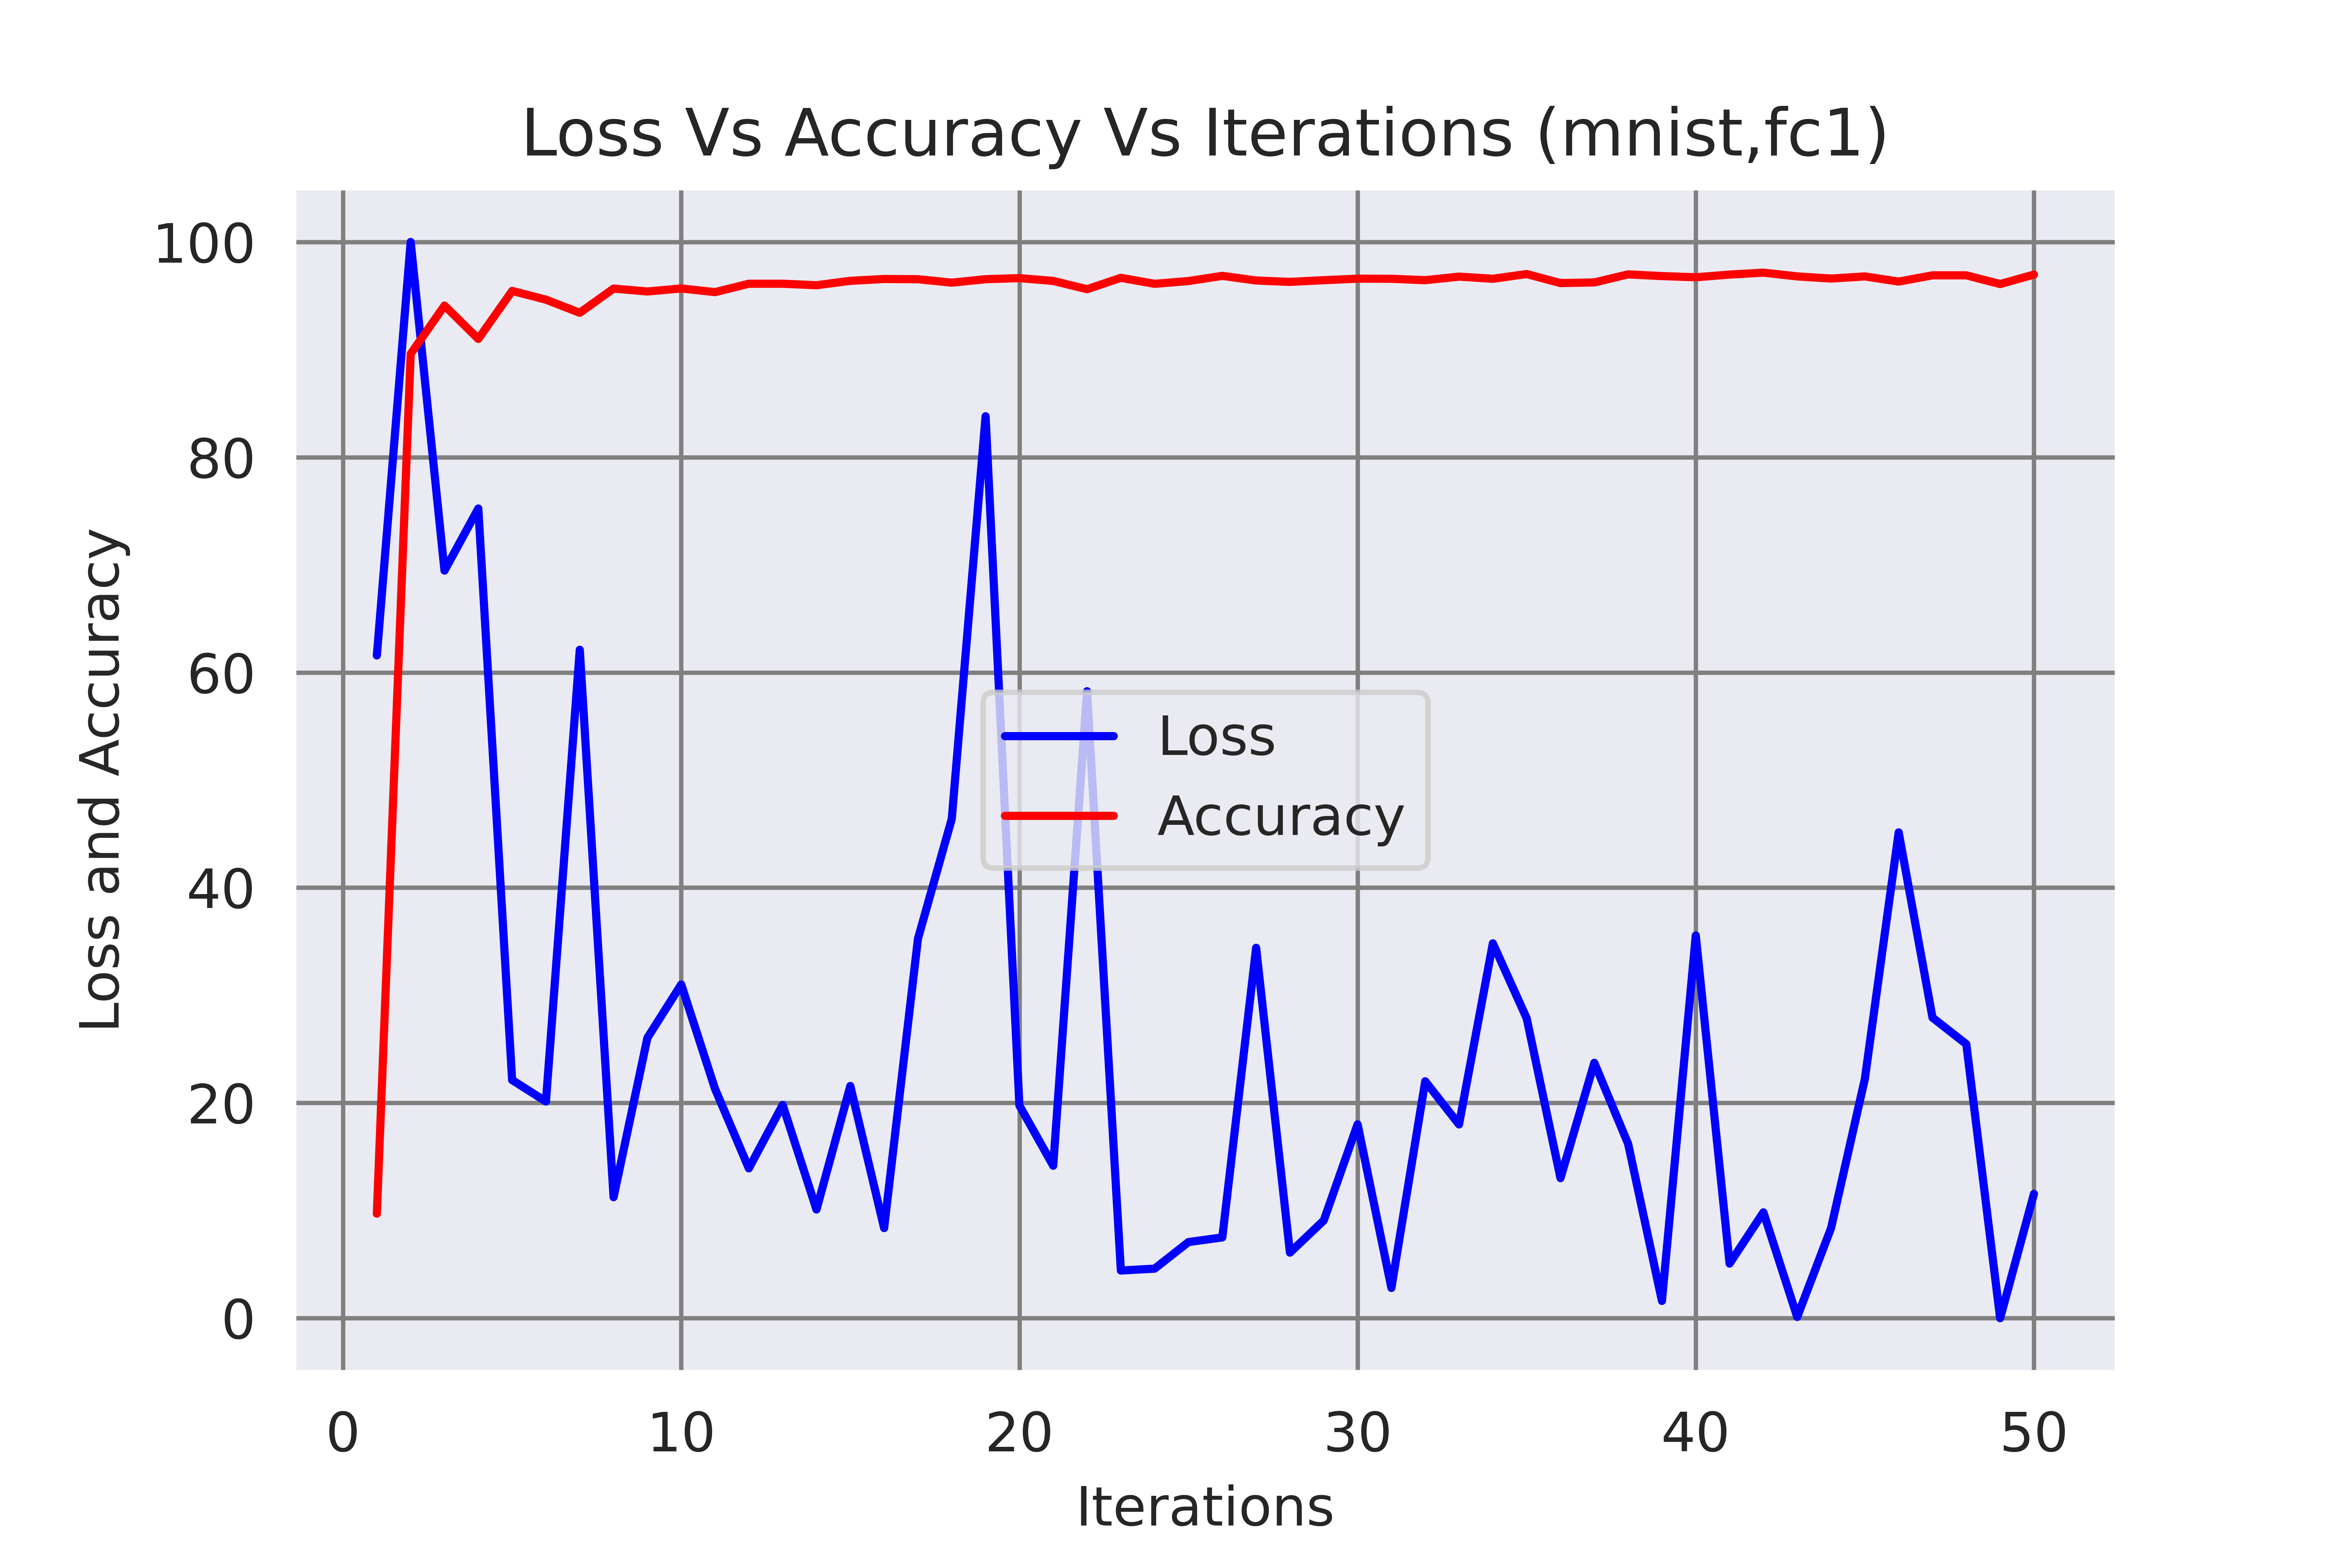 Loss Vs Accuracy Vs Iterations (mnist,fc1)
Loss and Accuracy
100
80
60
40
20
0
Loss
Accuracy
0 10 20 30 40 50
Iterations